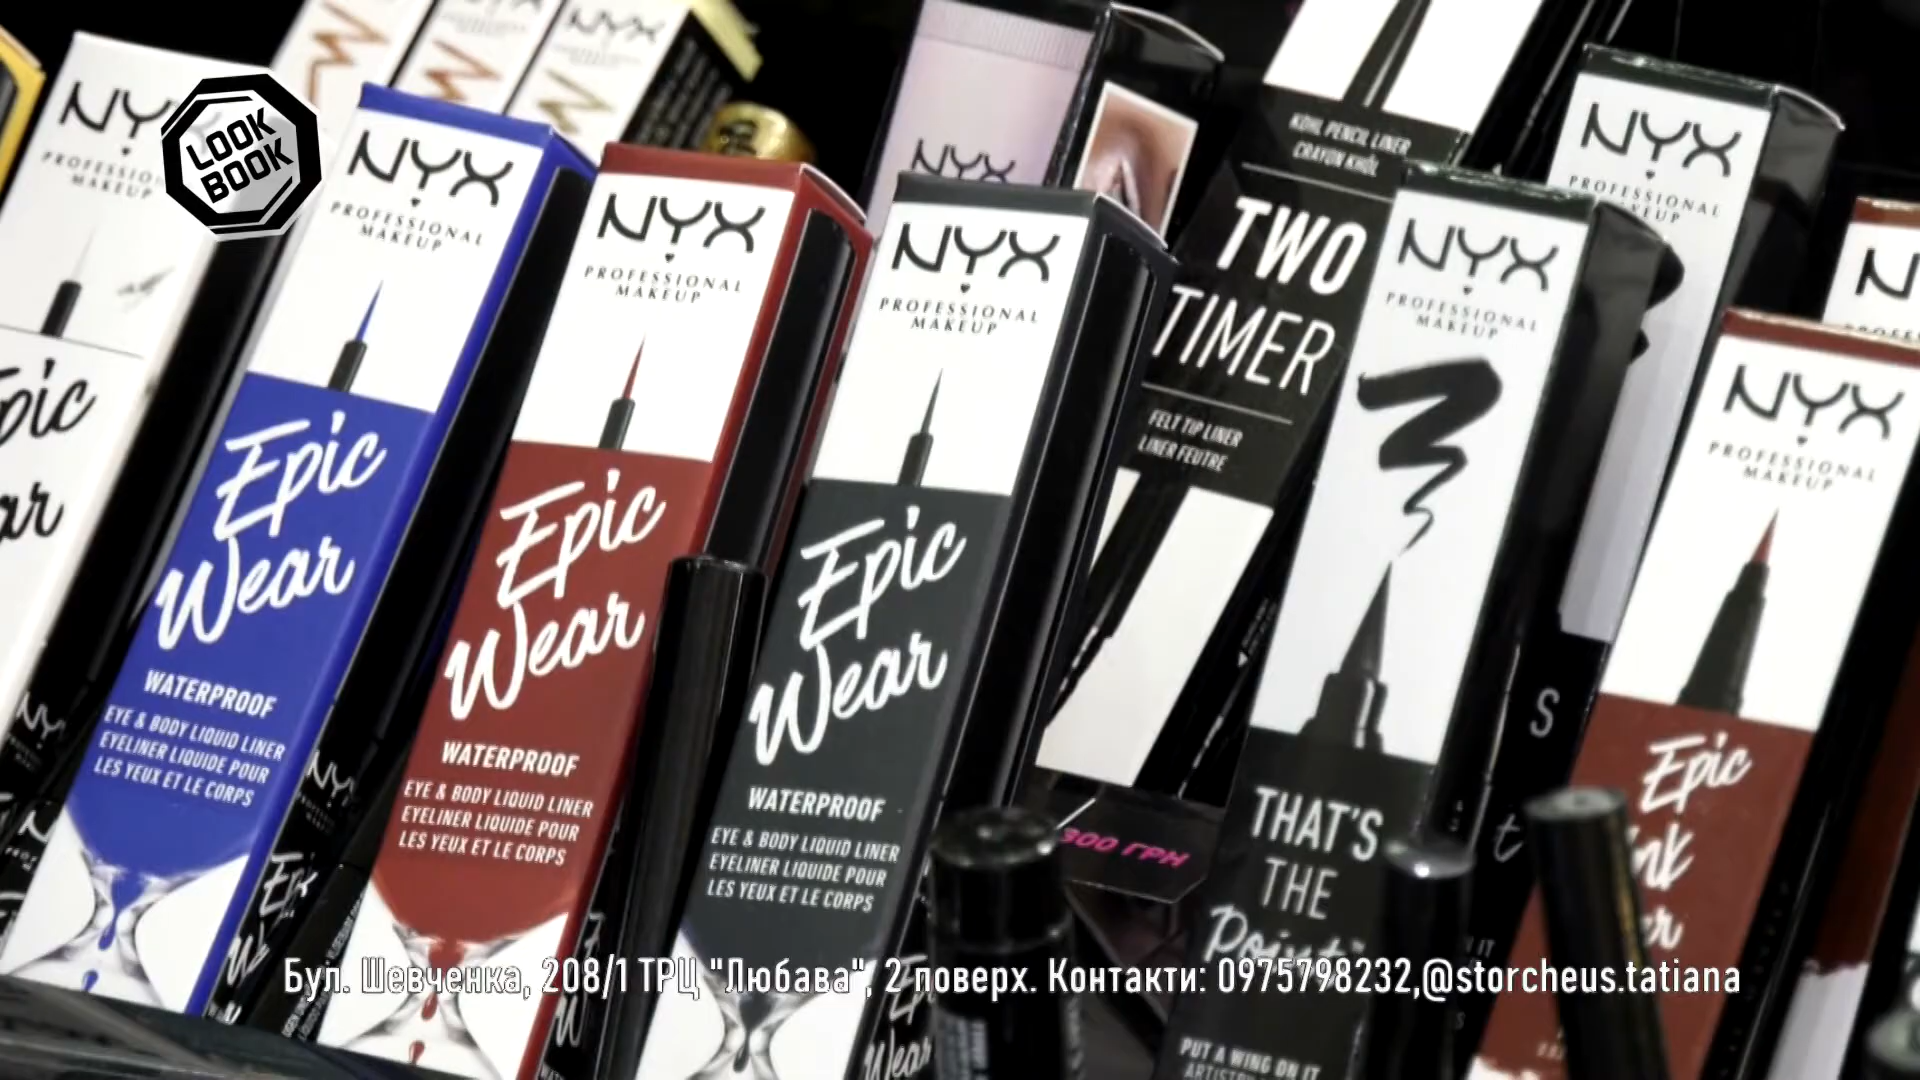 LOOK
BOOK
NYX
PROFESSIONAL
MAKEUP
Epic
Wear
WATERPROOF
EYE & BODY LIQUID LINER
EYELINER LIQUIDE POUR
LES YEUX ET LE CORPS
NYX
PROFESSIONAL
MAKEUP
Epic
Wear
WATERPROOF
EYE & BODY LIQUID LINER
EYELINER LIQUIDE POUR
LES YEUX ET LE CORPS
NYX
PROFESSIONAL
MAKEUP
Epic
Wear
WATERPROOF
EYE & BODY LIQUID LINER
EYELINER LIQUIDE POUR
LES YEUX ET LE CORPS
NYX
KOHL PENCIL LINER
CRAYON KHÔL
TWO
TIMER
FELT TIP LINER
LINER FEUTRE
300 ГРН
NYX
PROFESSIONAL
MAKEUP
THAT'S
THE
Point
PUT A WING ON IT
NYX
PROFESSIONAL
NYX
PROFESSIONAL
MAKEUP
Epic
Бул. Шевченка, 208/1 ТРЦ "Любава", 2 поверх. Контакти: 0975798232,@storcheus.tatiana